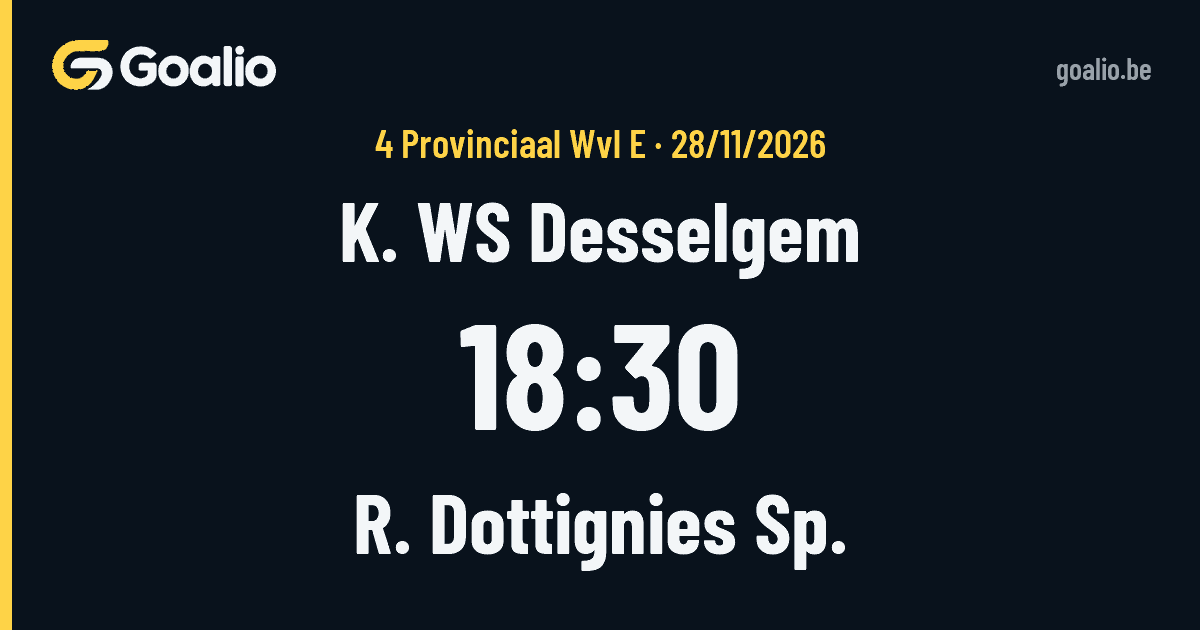 Goalio
goalio.be
4 Provinciaal Wvl E · 28/11/2026
K. WS Desselgem
18:30
R. Dottignies Sp.